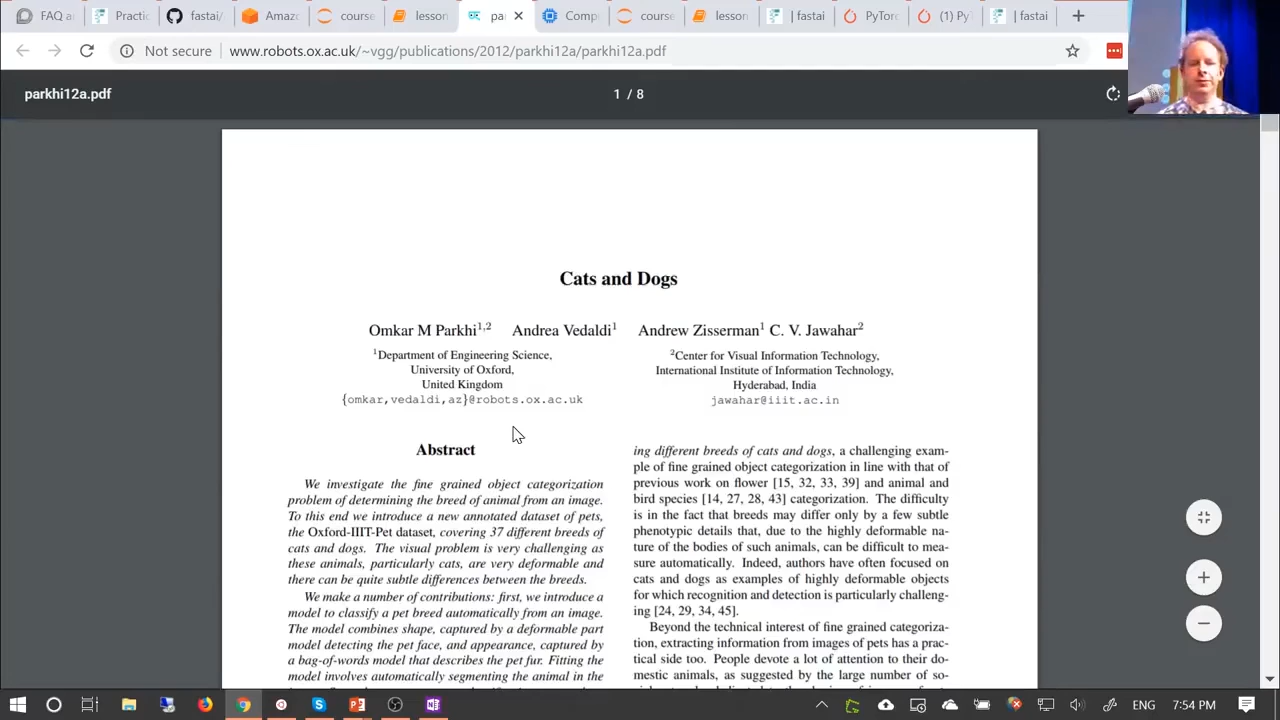 FAQ ar
Practic
fastai/
Amazo
course
lesson
pa
Comp
course
lesson
| fastai
PyTorc
(1) PyT
| fastai
Not secure
www.robots.ox.ac.uk/~vgg/publications/2012/parkhi12a/parkhi12a.pdf
parkhi12a.pdf
1 / 8
Cats and Dogs
Omkar M Parkhi1,2 Andrea Vedaldi1 Andrew Zisserman1 C. V. Jawahar2
1Department of Engineering Science,
University of Oxford,
United Kingdom
{omkar,vedaldi,az}@robots.ox.ac.uk
2Center for Visual Information Technology,
International Institute of Information Technology,
Hyderabad, India
jawahar@iiit.ac.in
Abstract
We investigate the fine grained object categorization
problem of determining the breed of animal from an image.
To this end we introduce a new annotated dataset of pets,
the Oxford-IIIT-Pet dataset, covering 37 different breeds of
cats and dogs. The visual problem is very challenging as
these animals, particularly cats, are very deformable and
there can be quite subtle differences between the breeds.
We make a number of contributions: first, we introduce a
model to classify a pet breed automatically from an image.
The model combines shape, captured by a deformable part
model detecting the pet face, and appearance, captured by
a bag-of-words model that describes the pet fur. Fitting the
model involves automatically segmenting the animal in the
ing different breeds of cats and dogs, a challenging exam-
ple of fine grained object categorization in line with that of
previous work on flower [15, 32, 33, 39] and animal and
bird species [14, 27, 28, 43] categorization. The difficulty
is in the fact that breeds may differ only by a few subtle
phenotypic details that, due to the highly deformable na-
ture of the bodies of such animals, can be difficult to mea-
sure automatically. Indeed, authors have often focused on
cats and dogs as examples of highly deformable objects
for which recognition and detection is particularly challeng-
ing [24, 29, 34, 45].
Beyond the technical interest of fine grained categoriza-
tion, extracting information from images of pets has a prac-
tical side too. People devote a lot of attention to their do-
mestic animals, as suggested by the large number of so-
ENG
7:54 PM